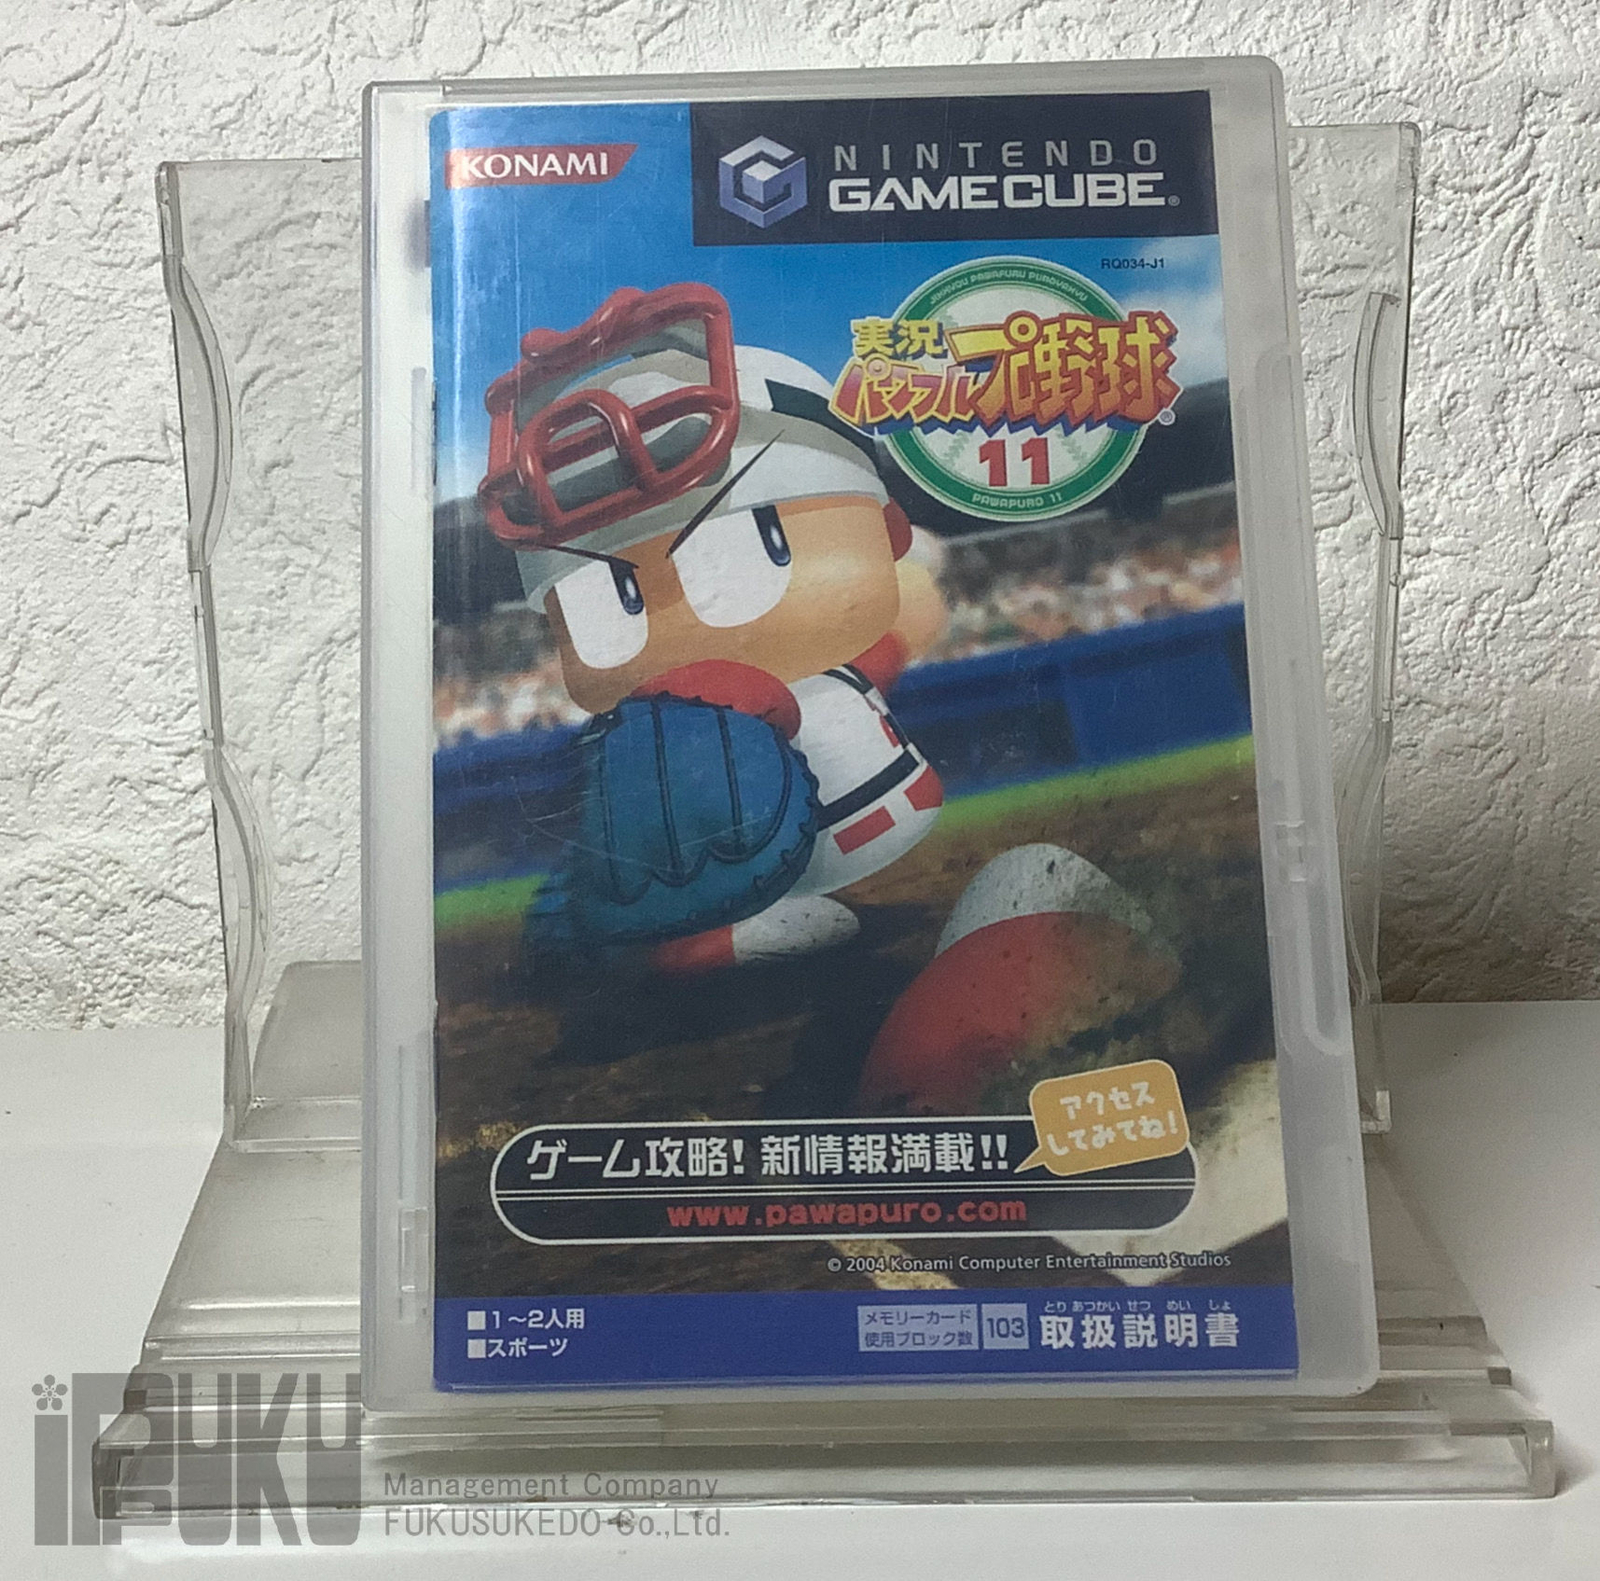 KONAMI
NINTENDO
GAMECUBE®
RQ034-J1
JIKKYOU PAWAFURU PUROYAKYU
実況
パワフルプロ野球®
11
PAWAPURO 11
アクセス
してみてね!
ゲーム攻略! 新情報満載!!
www.pawapuro.com
© 2004 Konami Computer Entertainment Studios
■1～2人用
■スポーツ
メモリーカード
使用ブロック数
103
とり あつかい せつ めい しょ
取扱説明書
iPFUKU
Management Company
FUKUSUKEDO Co.,Ltd.